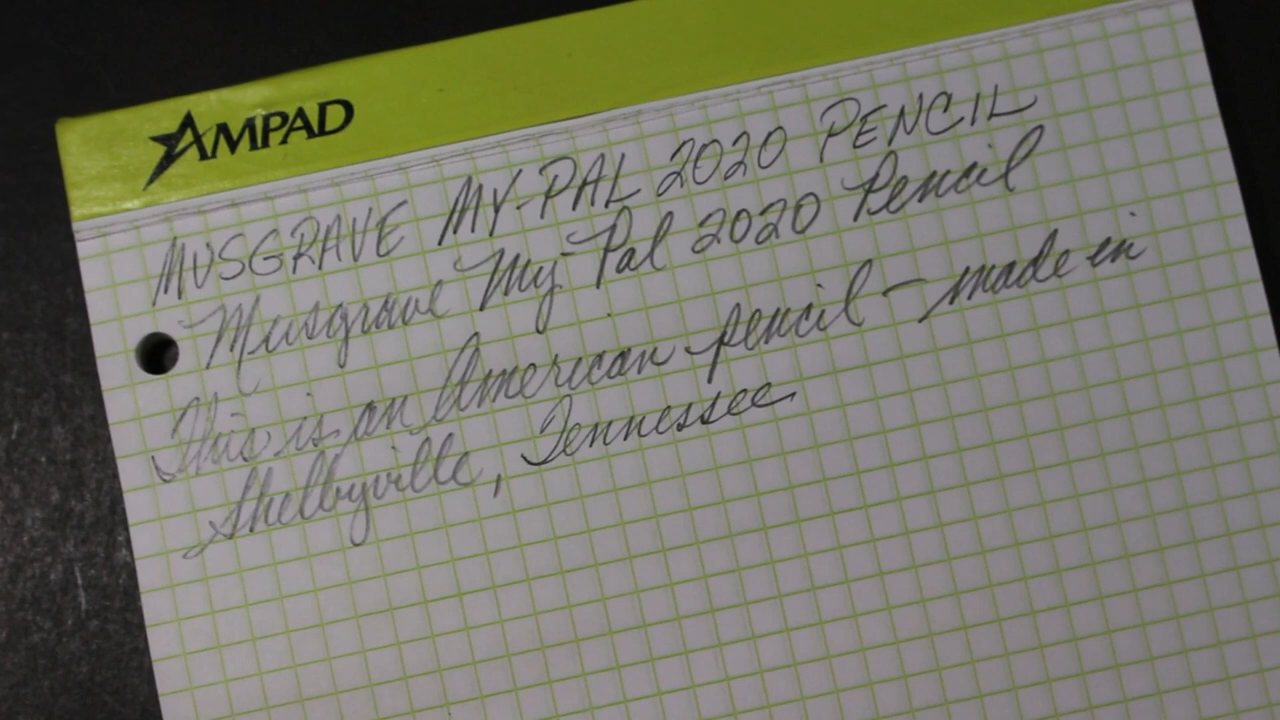 AMPAD
MUSGRAVE MY-PAL 2020 PENCIL
Musgrave My-Pal 2020 Pencil
This is an American pencil - made in
Shelbyville, Tennessee